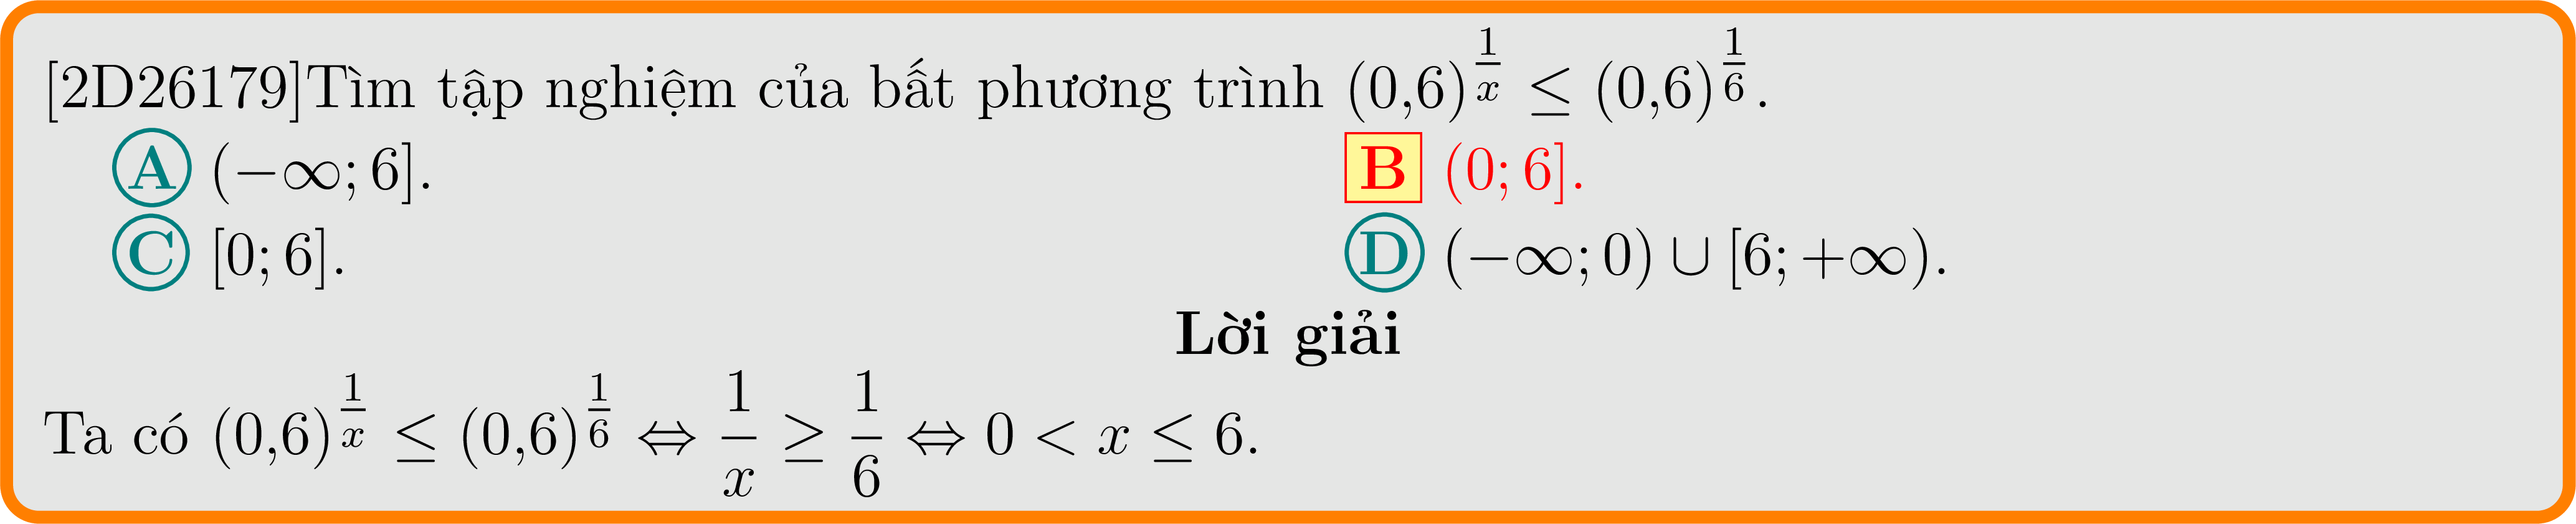 [2D26179]Tìm tập nghiệm của bất phương trình $(0,6)^{\frac{1}{x}} \leq (0,6)^{\frac{1}{6}}$.
A $(-\infty; 6]$. B $(0; 6]$.
C $[0; 6]$. D $(-\infty; 0) \cup [6; +\infty)$.
Lời giải
Ta có $(0,6)^{\frac{1}{x}} \leq (0,6)^{\frac{1}{6}} \Leftrightarrow \frac{1}{x} \geq \frac{1}{6} \Leftrightarrow 0 < x \leq 6$.